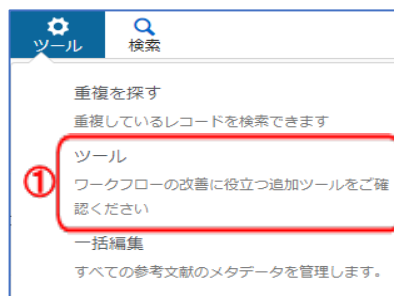 ツール 検索
重複を探す
重複しているレコードを検索できます
① ツール
ワークフローの改善に役立つ追加ツールをご確
認ください
一括編集
すべての参考文献のメタデータを管理します。